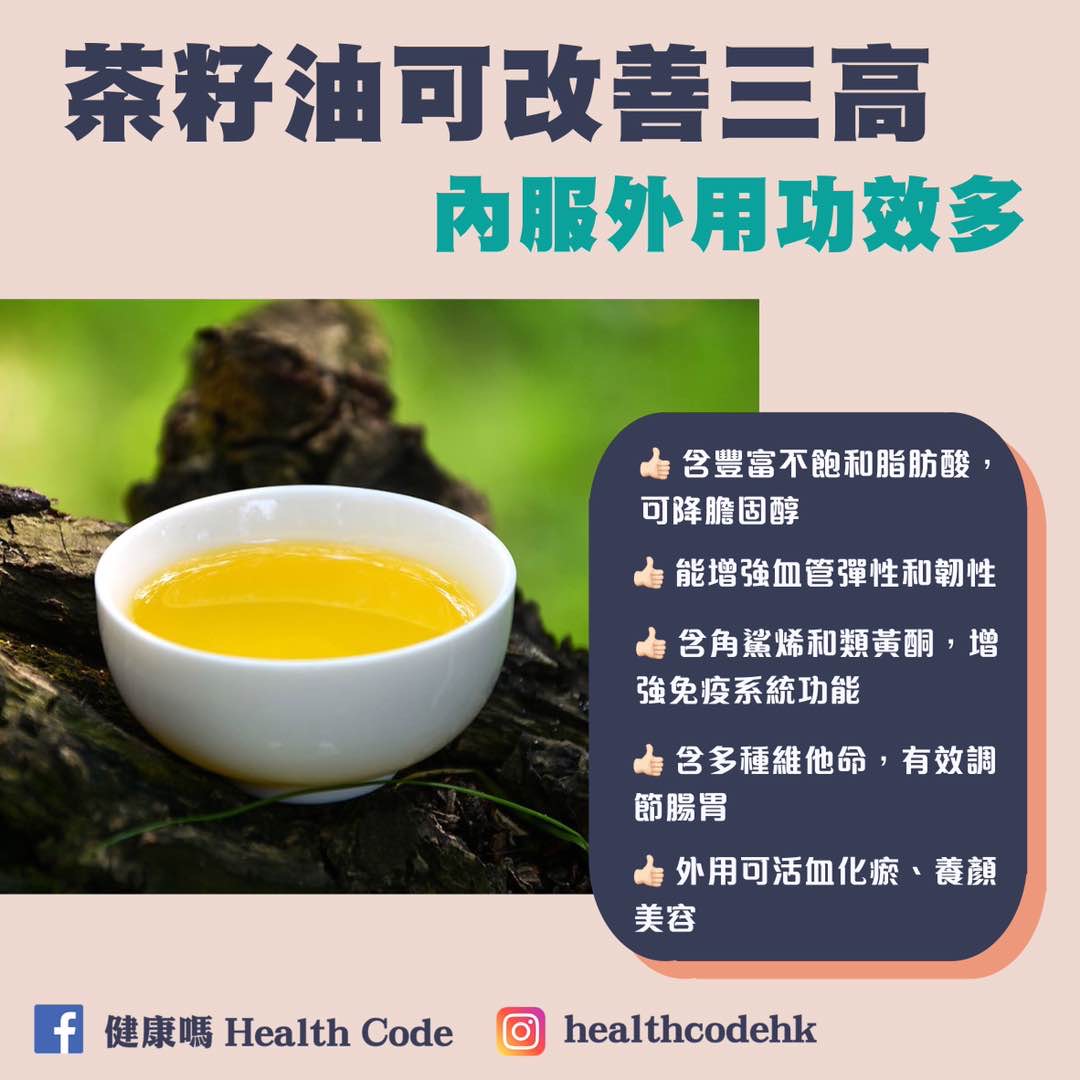 茶籽油可改善三高
內服外用功效多
👍🏻 含豐富不飽和脂肪酸，
可降膽固醇
👍🏻 能增強血管彈性和韌性
👍🏻 含角鯊烯和類黃酮，增
強免疫系統功能
👍🏻 含多種維他命，有效調
節腸胃
👍🏻 外用可活血化瘀、養顏
美容
健康嗎 Health Code
healthcodehk